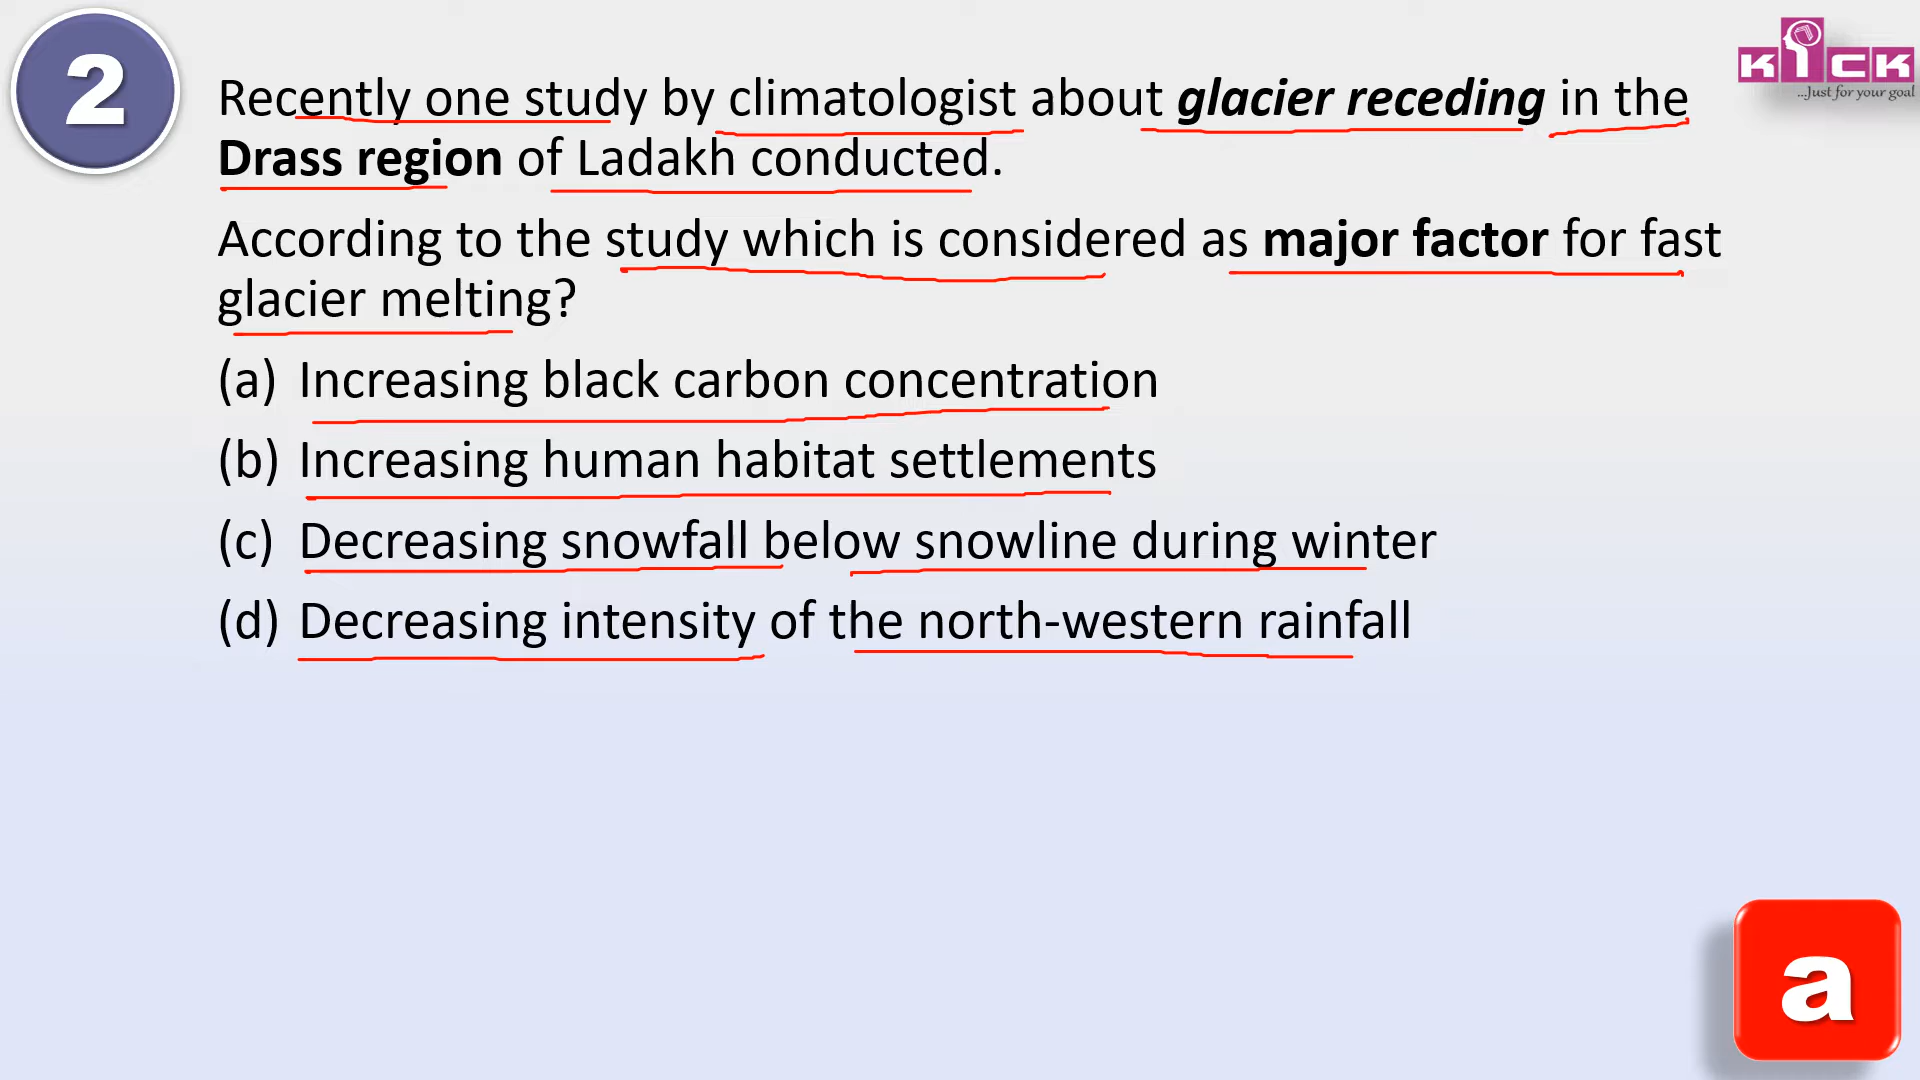 2
KICK
...Just for your goal
Recently one study by climatologist about glacier receding in the
Drass region of Ladakh conducted.
According to the study which is considered as major factor for fast
glacier melting?
(a) Increasing black carbon concentration
(b) Increasing human habitat settlements
(c) Decreasing snowfall below snowline during winter
(d) Decreasing intensity of the north-western rainfall
a